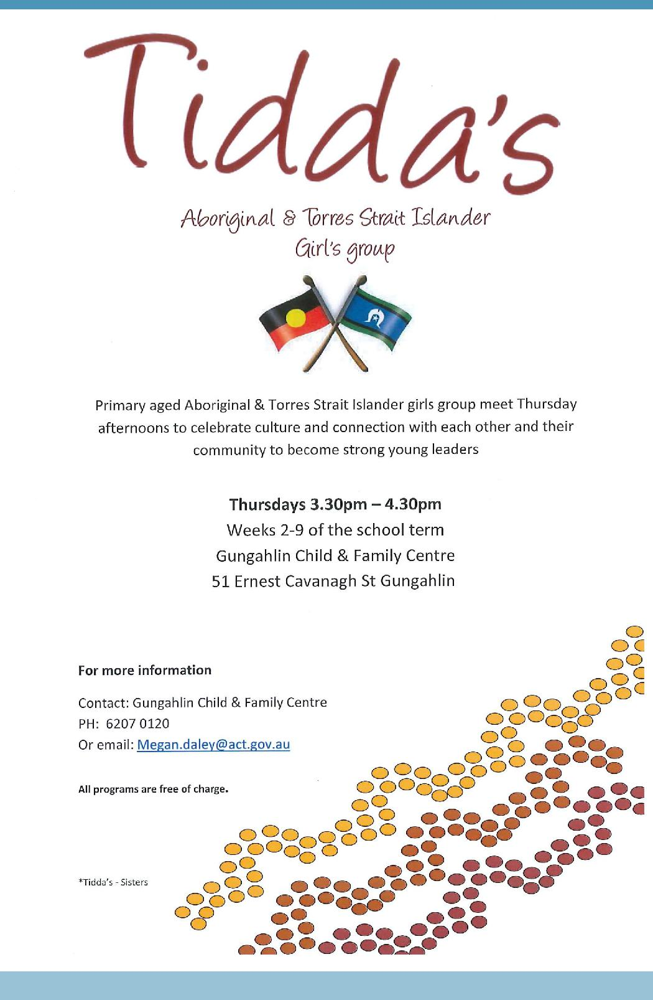 Tidda's
Aboriginal & Torres Strait Islander
Girl's group
Primary aged Aboriginal & Torres Strait Islander girls group meet Thursday
afternoons to celebrate culture and connection with each other and their
community to become strong young leaders
Thursdays 3.30pm – 4.30pm
Weeks 2-9 of the school term
Gungahlin Child & Family Centre
51 Ernest Cavanagh St Gungahlin
For more information
Contact: Gungahlin Child & Family Centre
PH:  6207 0120
Or email: Megan.daley@act.gov.au
All programs are free of charge.
*Tidda's - Sisters